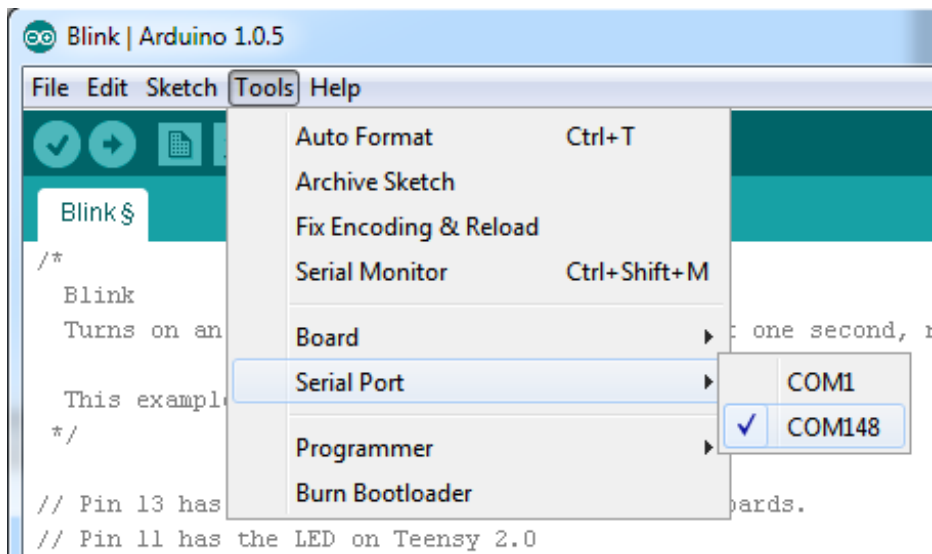 Blink | Arduino 1.0.5
File Edit Sketch Tools Help
Auto Format Ctrl+T
Archive Sketch
Fix Encoding & Reload
Serial Monitor Ctrl+Shift+M
Board
Serial Port
COM1
COM148
Programmer
Burn Bootloader
Blink §
/*
Blink
Turns on an one second,
This
*/
// Pin 13 has
// Pin 11 has the LED on Teensy 2.0